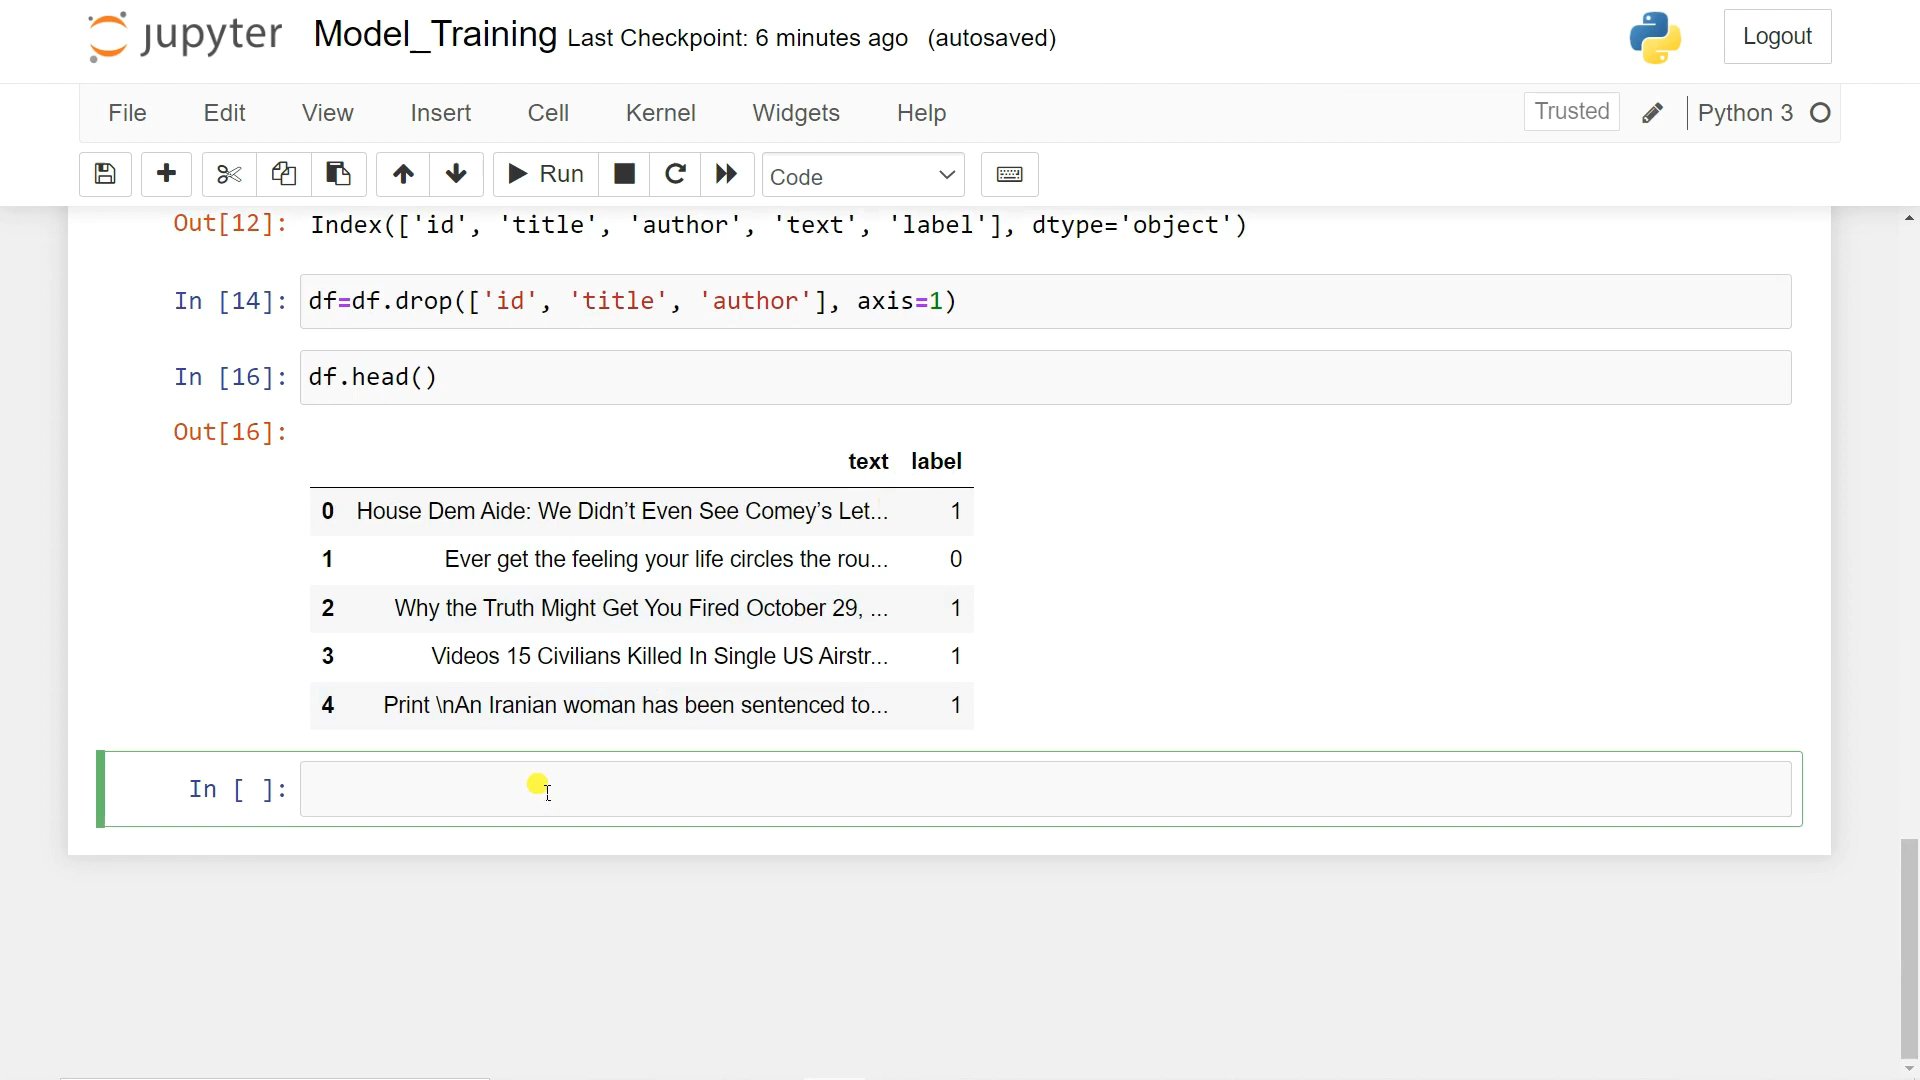 jupyter Model_Training Last Checkpoint: 6 minutes ago (autosaved) Logout
File Edit View Insert Cell Kernel Widgets Help Trusted Python 3
Run Code
Out[12]: Index(['id', 'title', 'author', 'text', 'label'], dtype='object')
In [14]: df=df.drop(['id', 'title', 'author'], axis=1)
In [16]: df.head()
Out[16]:
text label
0 House Dem Aide: We Didn’t Even See Comey’s Let... 1
1 Ever get the feeling your life circles the rou... 0
2 Why the Truth Might Get You Fired October 29, ... 1
3 Videos 15 Civilians Killed In Single US Airstr... 1
4 Print \nAn Iranian woman has been sentenced to... 1
In [ ]: